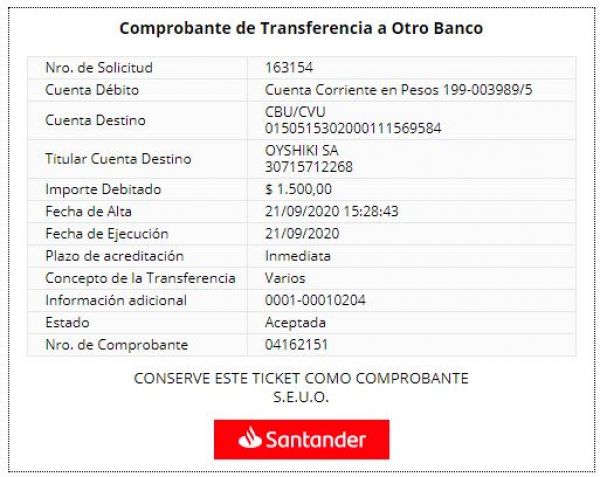 Comprobante de Transferencia a Otro Banco
Nro. de Solicitud 163154
Cuenta Débito Cuenta Corriente en Pesos 199-003989/5
Cuenta Destino CBU/CVU
0150515302000111569584
Titular Cuenta Destino OYSHIKI SA
30715712268
Importe Debitado $ 1.500,00
Fecha de Alta 21/09/2020 15:28:43
Fecha de Ejecución 21/09/2020
Plazo de acreditación Inmediata
Concepto de la Transferencia Varios
Información adicional 0001-00010204
Estado Aceptada
Nro. de Comprobante 04162151
CONSERVE ESTE TICKET COMO COMPROBANTE
S.E.U.O.
Santander